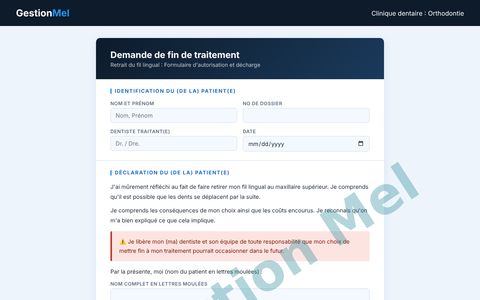 GestionMel
Clinique dentaire : Orthodontie
Demande de fin de traitement
Retrait du fil lingual : Formulaire d'autorisation et décharge
IDENTIFICATION DU (DE LA) PATIENT(E)
NOM ET PRÉNOM
NO DE DOSSIER
Nom, Prénom
DENTISTE TRAITANT(E)
DATE
Dr. / Dre.
mm/dd/yyyy
DÉCLARATION DU (DE LA) PATIENT(E)
J'ai mûrement réfléchi au fait de faire retirer mon fil lingual au maxillaire supérieur. Je comprends
qu'il est possible que les dents se déplacent par la suite.
Je comprends les conséquences de mon choix ainsi que les coûts encourus. Je reconnais qu'on
m'a bien expliqué ce que cela implique.
⚠️ Je libère mon (ma) dentiste et son équipe de toute responsabilité que mon choix de
mettre fin à mon traitement pourrait occasionner dans le futur.
Par la présente, moi (nom du patient en lettres moulées) :
NOM COMPLET EN LETTRES MOULÉES
tion Mel